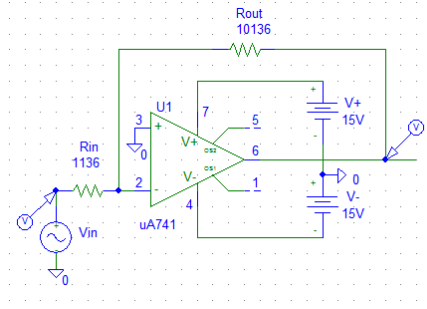 Rout
10136
U1
7
3
+
V+
5
OS2
6
OS1
V-
1
2
-
4
uA741
0
Rin
1136
V
+
Vin
-
0
+
V+
15V
-
0
+
V-
15V
-
V